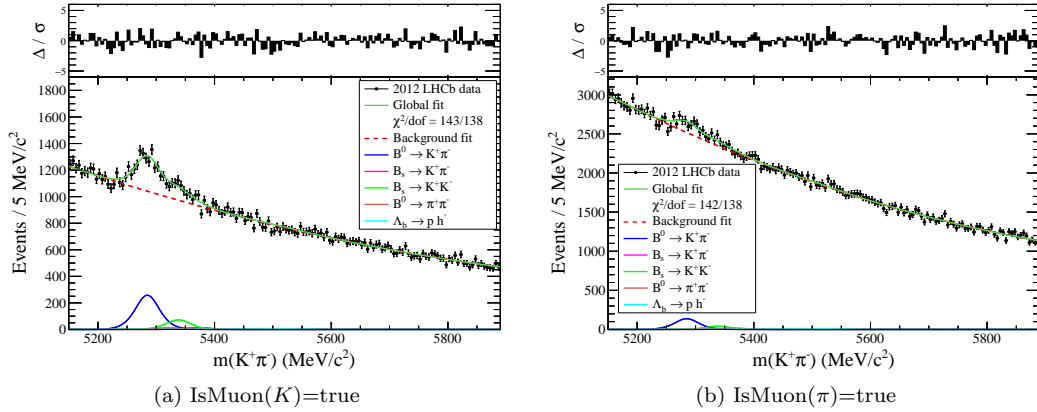 Δ / σ
5
0
−5
Events / 5 MeV/c²
1800
1600
1400
1200
1000
800
600
400
200
0
2012 LHCb data
Global fit
χ²/dof = 143/138
Background fit
B⁰ → K⁺π⁻
Bₛ → K⁺π⁻
Bₛ → K⁺K⁻
B⁰ → π⁺π⁻
Λ_b → p h⁻
5200 5400 5600 5800
m(K⁺π⁻) (MeV/c²)
(a) IsMuon(K)=true
Δ / σ
5
0
−5
Events / 5 MeV/c²
3000
2500
2000
1500
1000
500
0
2012 LHCb data
Global fit
χ²/dof = 142/138
Background fit
B⁰ → K⁺π⁻
Bₛ → K⁺π⁻
Bₛ → K⁺K⁻
B⁰ → π⁺π⁻
Λ_b → p h⁻
5200 5400 5600 5800
m(K⁺π⁻) (MeV/c²)
(b) IsMuon(π)=true